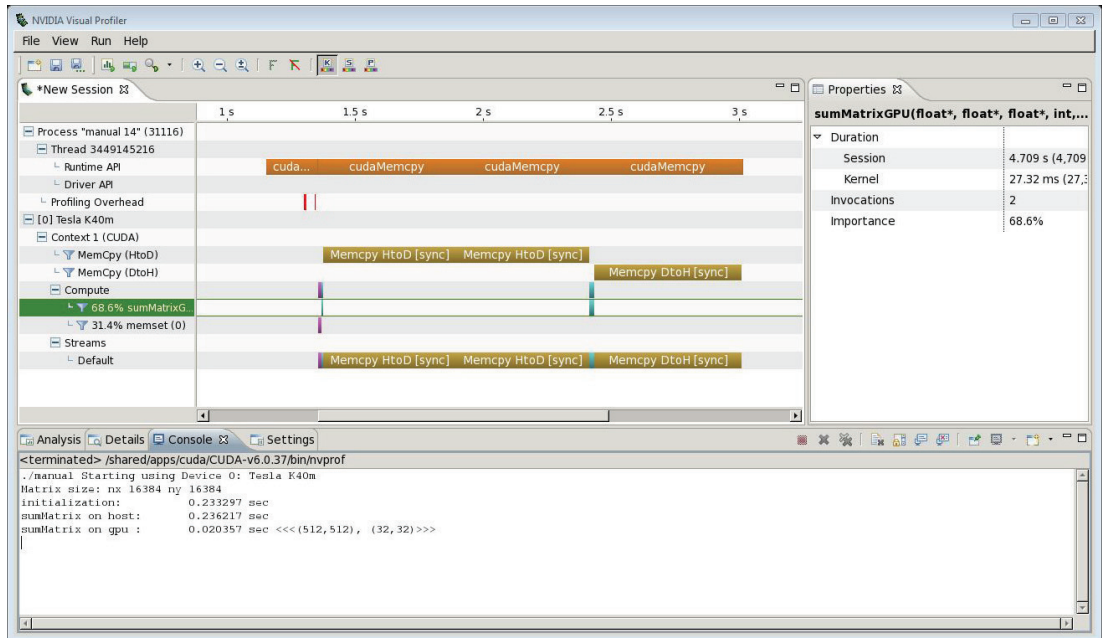 NVIDIA Visual Profiler
File View Run Help
*New Session
1 s 1.5 s 2 s 2.5 s 3 s
Process "manual 14" (31116)
Thread 3449145216
Runtime API cuda... cudaMemcpy cudaMemcpy cudaMemcpy
Driver API
Profiling Overhead
[0] Tesla K40m
Context 1 (CUDA)
MemCpy (HtoD) Memcpy HtoD [sync] Memcpy HtoD [sync]
MemCpy (DtoH) Memcpy DtoH [sync]
Compute
68.6% sumMatrixG...
31.4% memset (0)
Streams
Default Memcpy HtoD [sync] Memcpy HtoD [sync] Memcpy DtoH [sync]
Properties
sumMatrixGPU(float*, float*, float*, int,...
Duration
Session 4.709 s (4,709
Kernel 27.32 ms (27,3
Invocations 2
Importance 68.6%
Analysis Details Console Settings
<terminated> /shared/apps/cuda/CUDA-v6.0.37/bin/nvprof
./manual Starting using Device 0: Tesla K40m
Matrix size: nx 16384 ny 16384
initialization: 0.233297 sec
sumMatrix on host: 0.236217 sec
sumMatrix on gpu : 0.020357 sec <<<(512,512), (32,32)>>>